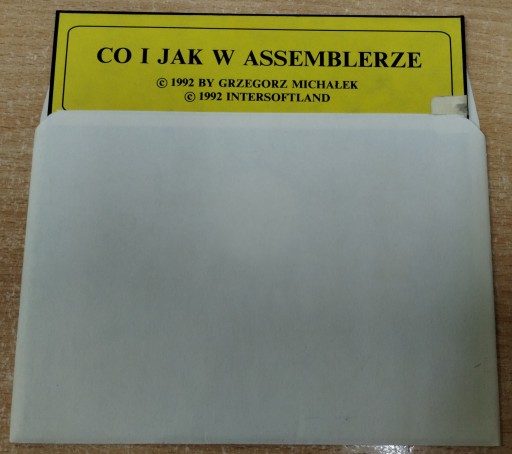 CO I JAK W ASSEMBLERZE
© 1992 BY GRZEGORZ MICHAŁEK
© 1992 INTERSOFTLAND